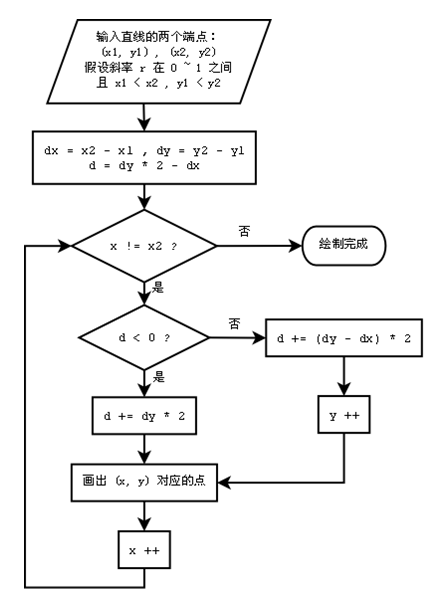 输入直线的两个端点：
(x1, y1) , (x2, y2)
假设斜率 r 在 0 ~ 1 之间
且 x1 < x2 , y1 < y2
dx = x2 - x1 , dy = y2 - y1
d = dy * 2 - dx
x != x2 ?
否
绘制完成
是
d < 0 ?
否
d += (dy - dx) * 2
是
d += dy * 2
y ++
画出 (x, y) 对应的点
x ++